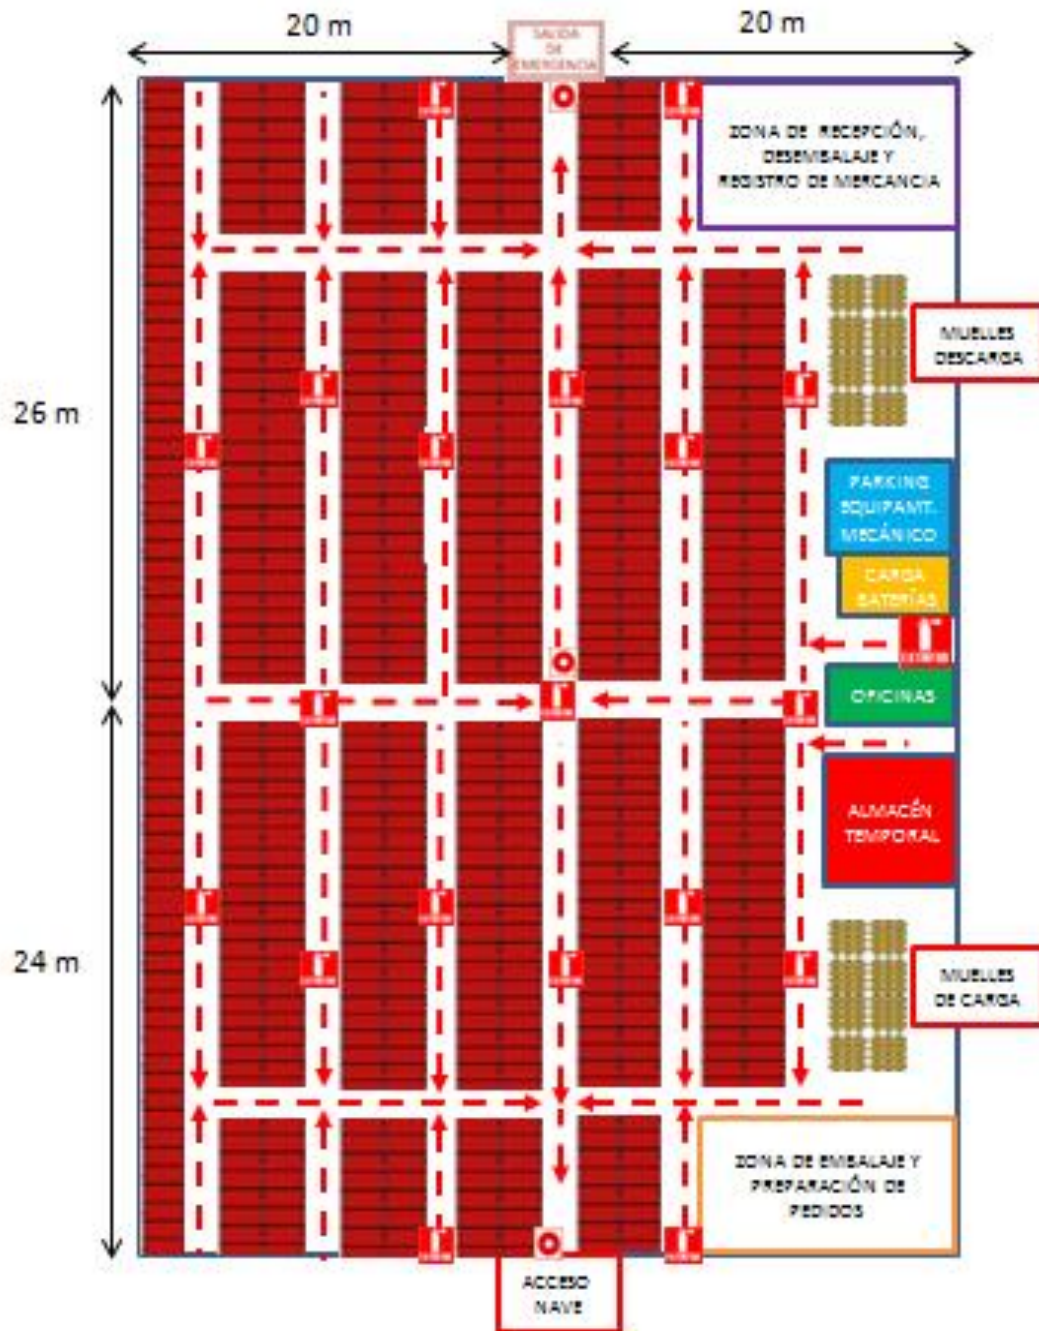 20 m
20 m
SALIDA
DE
EMERGENCIA
ZONA DE RECEPCIÓN,
DESEMBALAJE Y
REGISTRO DE MERCANCIA
MUELLES
DESCARGA
26 m
PARKING
EQUIPAMT.
MECÁNICO
CARGA
BATERÍAS
OFICINAS
ALMACÉN
TEMPORAL
24 m
MUELLES
DE CARGA
ZONA DE EMBALAJE Y
PREPARACIÓN DE
PEDIDOS
ACCESO
NAVE